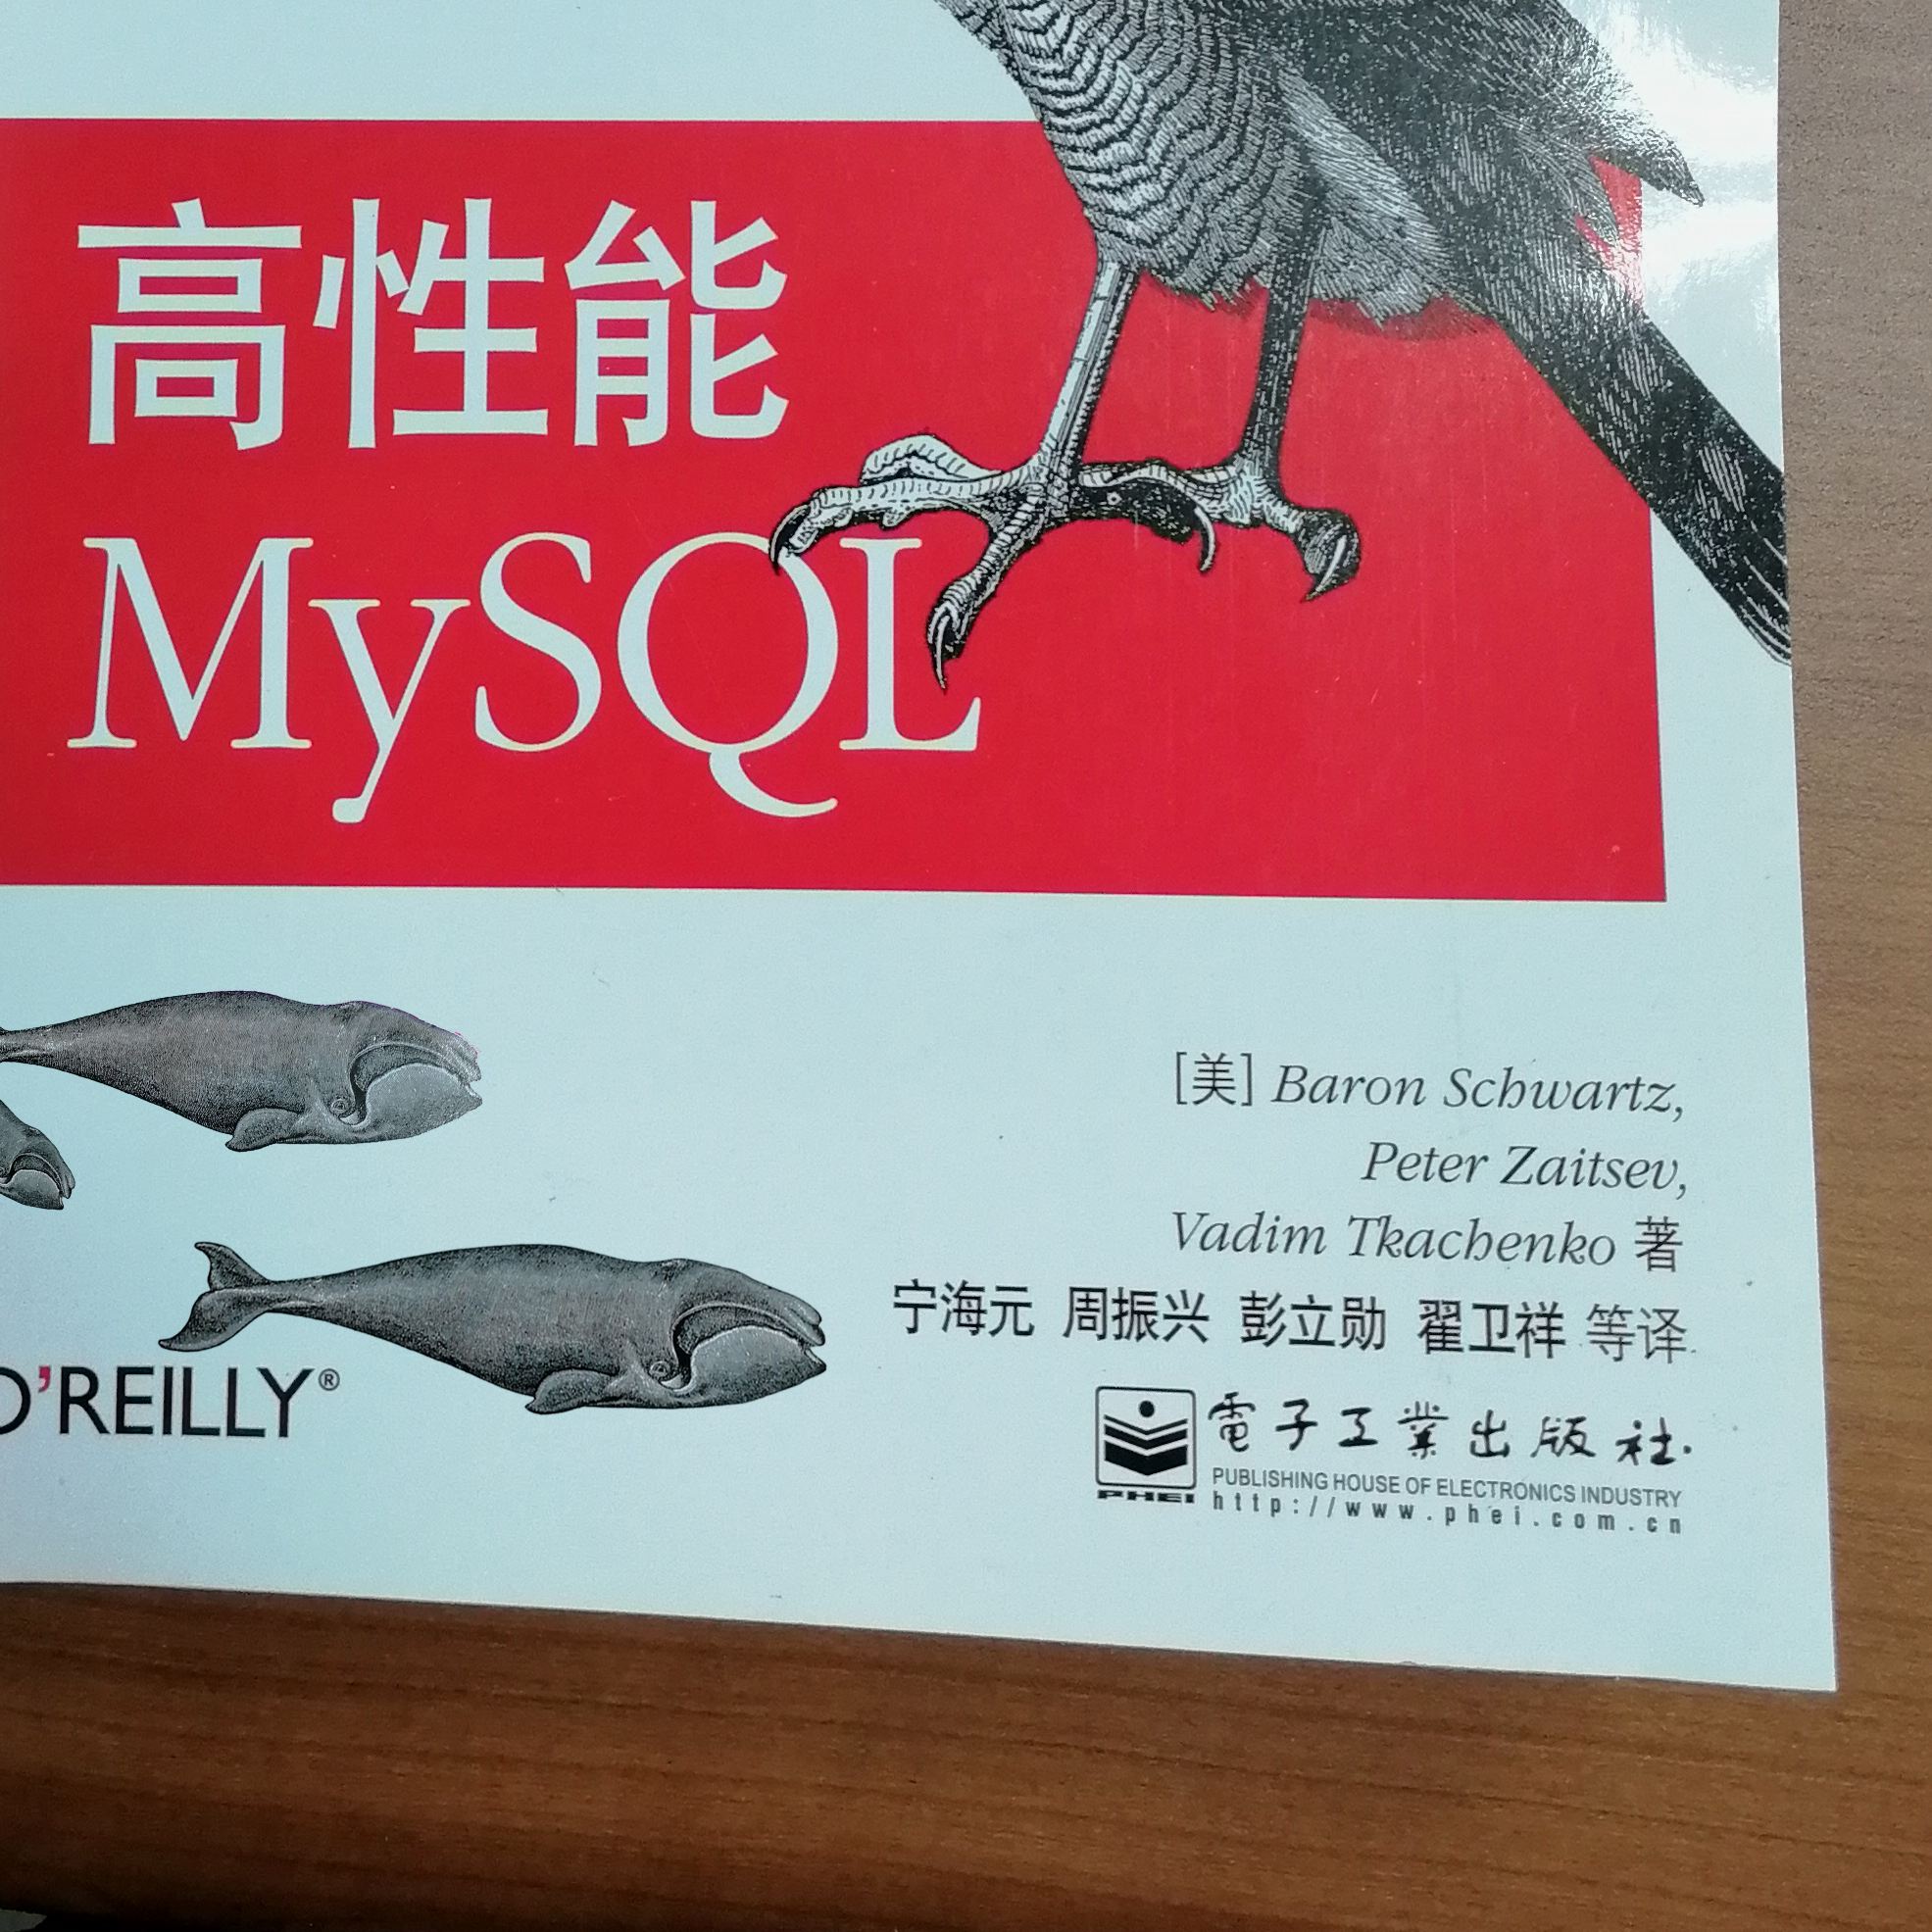 高性能
MySQL
[美] Baron Schwartz,
Peter Zaitsev,
Vadim Tkachenko 著
宁海元 周振兴 彭立勋 翟卫祥 等译
O'REILLY®
電子工業出版社.
PHEI
PUBLISHING HOUSE OF ELECTRONICS INDUSTRY
http://www.phei.com.cn